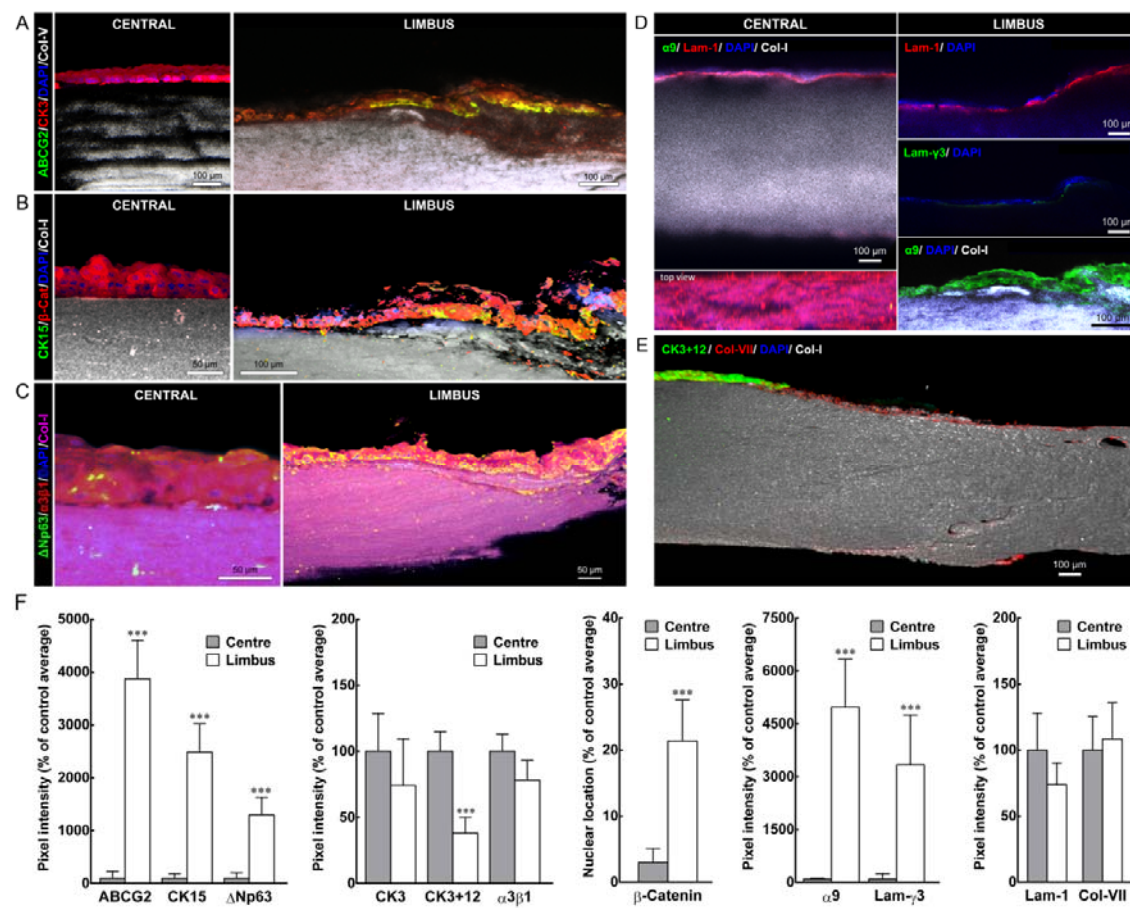 A
CENTRAL
LIMBUS
ABCG2/CK3/DAPI/Col-V
100 µm
100 µm
B
CENTRAL
LIMBUS
CK15/β-Cat/DAPI/Col-I
50 µm
100 µm
C
CENTRAL
LIMBUS
ΔNp63/α3β1/DAPI/Col-I
50 µm
50 µm
D
CENTRAL
LIMBUS
α9/ Lam-1/ DAPI/ Col-I
100 µm
top view
Lam-1/ DAPI
100 µm
Lam-γ3/ DAPI
100 µm
α9/ DAPI/ Col-I
100 µm
E
CK3+12/ Col-VII/ DAPI/ Col-I
100 µm
F
Pixel intensity (% of control average)
5000
4000
3000
2000
1000
0
Centre
Limbus
***
***
***
ABCG2 CK15 ΔNp63
Pixel intensity (% of control average)
200
150
100
50
0
Centre
Limbus
***
CK3 CK3+12 α3β1
Nuclear location (% of control average)
40
30
20
10
0
Centre
Limbus
***
β-Catenin
Pixel intensity (% of control average)
7500
6000
4500
3000
1500
0
Centre
Limbus
***
***
α9 Lam-γ3
Pixel intensity (% of control average)
200
150
100
50
0
Centre
Limbus
Lam-1 Col-VII